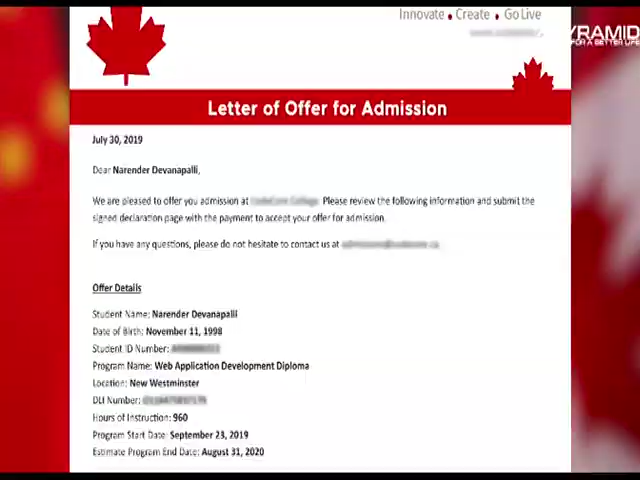 Innovate • Create • Go Live
YRAMID
FOR A BETTER LIFE
Letter of Offer for Admission
July 30, 2019
Dear Narender Devanapalli,
We are pleased to offer you admission at Please review the following information and submit the
signed declaration page with the payment to accept your offer for admission.
If you have any questions, please do not hesitate to contact us at
Offer Details
Student Name: Narender Devanapalli
Date of Birth: November 11, 1998
Student ID Number:
Program Name: Web Application Development Diploma
Location: New Westminster
DLI Number:
Hours of Instruction: 960
Program Start Date: September 23, 2019
Estimate Program End Date: August 31, 2020